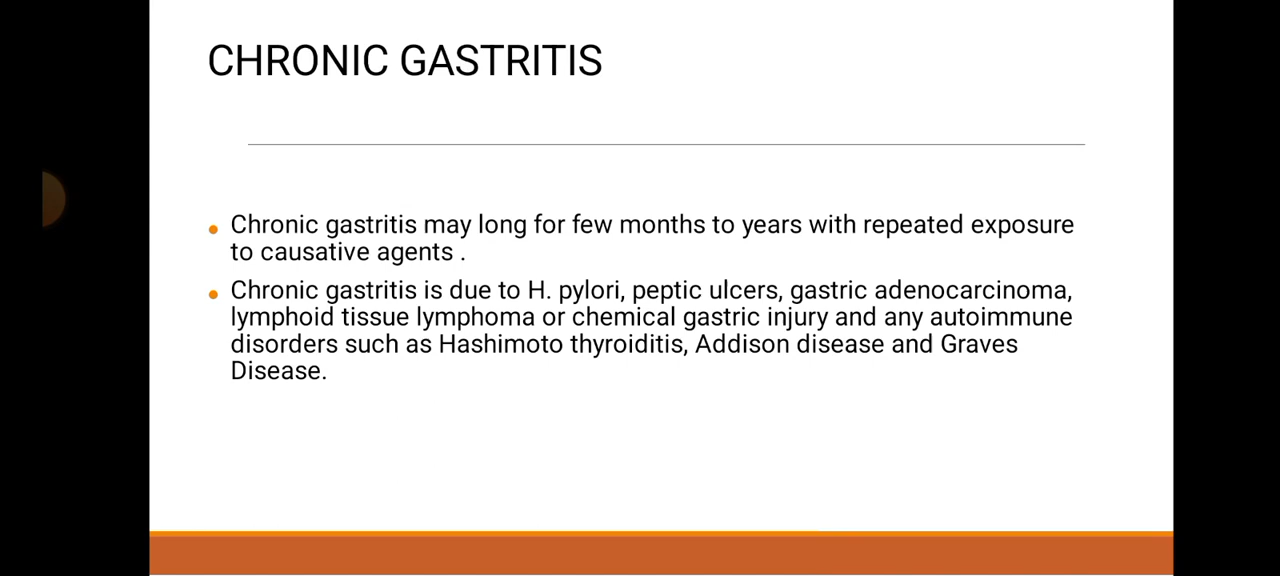 CHRONIC GASTRITIS
Chronic gastritis may long for few months to years with repeated exposure
to causative agents .
Chronic gastritis is due to H. pylori, peptic ulcers, gastric adenocarcinoma,
lymphoid tissue lymphoma or chemical gastric injury and any autoimmune
disorders such as Hashimoto thyroiditis, Addison disease and Graves
Disease.